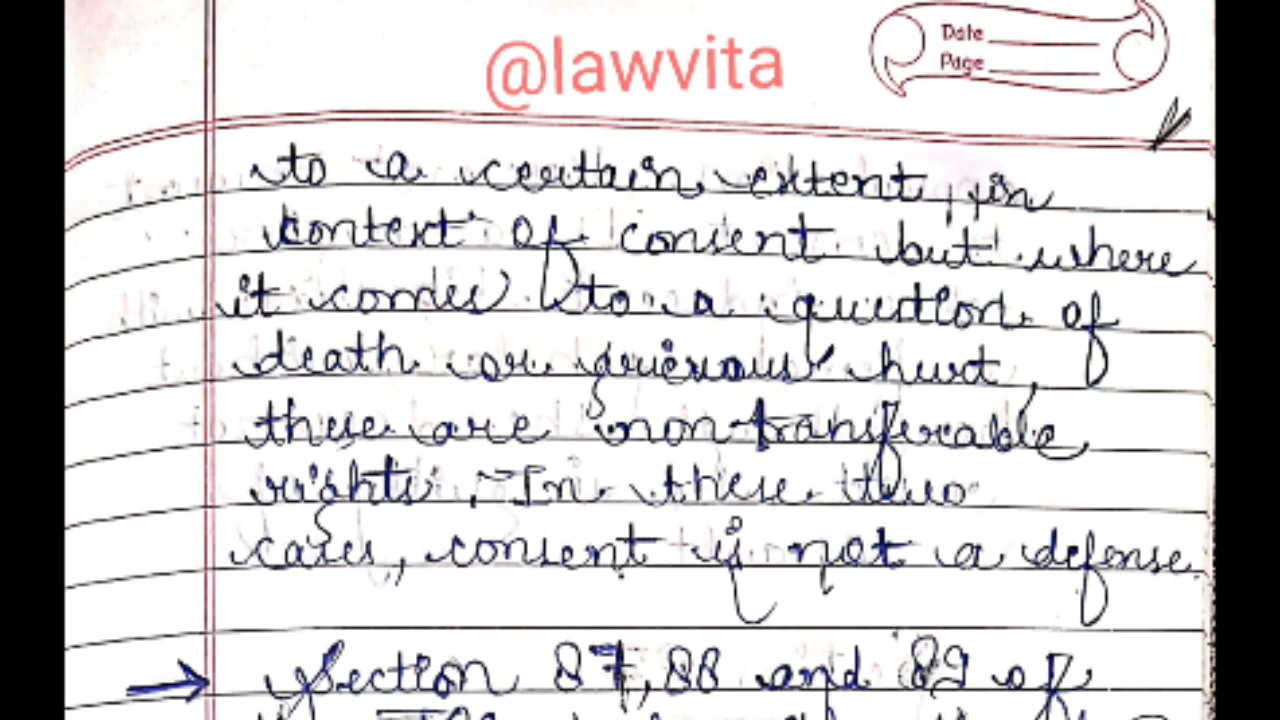 @lawvita
Date
Page
to a certain extent, in
context of consent but where
it comes to a question of
death or grievous hurt,
these are non-transferable
rights. In these two
cases, consent is not a defense.
→ Section 87, 88 and 89 of